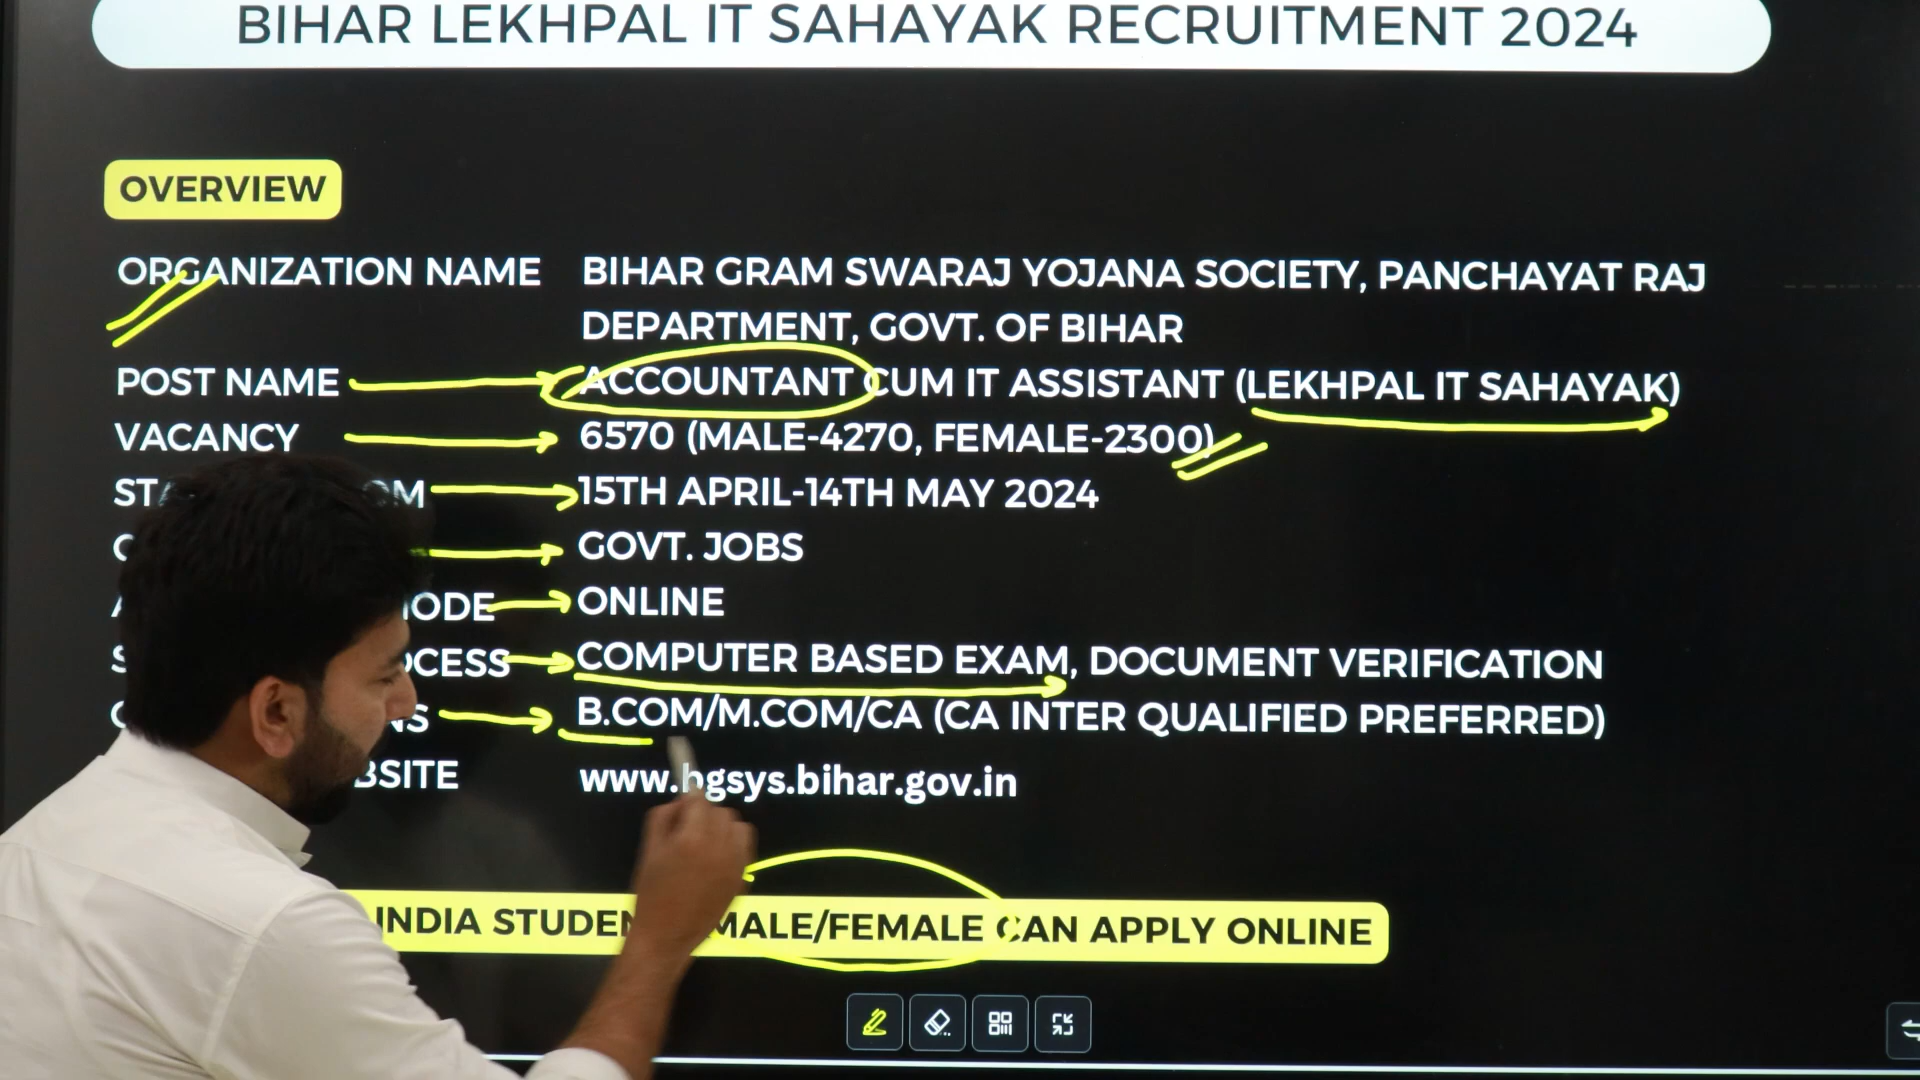 BIHAR LEKHPAL IT SAHAYAK RECRUITMENT 2024
OVERVIEW
ORGANIZATION NAME BIHAR GRAM SWARAJ YOJANA SOCIETY, PANCHAYAT RAJ
DEPARTMENT, GOVT. OF BIHAR
POST NAME ACCOUNTANT CUM IT ASSISTANT (LEKHPAL IT SAHAYAK)
VACANCY 6570 (MALE-4270, FEMALE-2300)
15TH APRIL-14TH MAY 2024
GOVT. JOBS
ONLINE
COMPUTER BASED EXAM, DOCUMENT VERIFICATION
B.COM/M.COM/CA (CA INTER QUALIFIED PREFERRED)
www.bgsys.bihar.gov.in
INDIA MALE/FEMALE CAN APPLY ONLINE